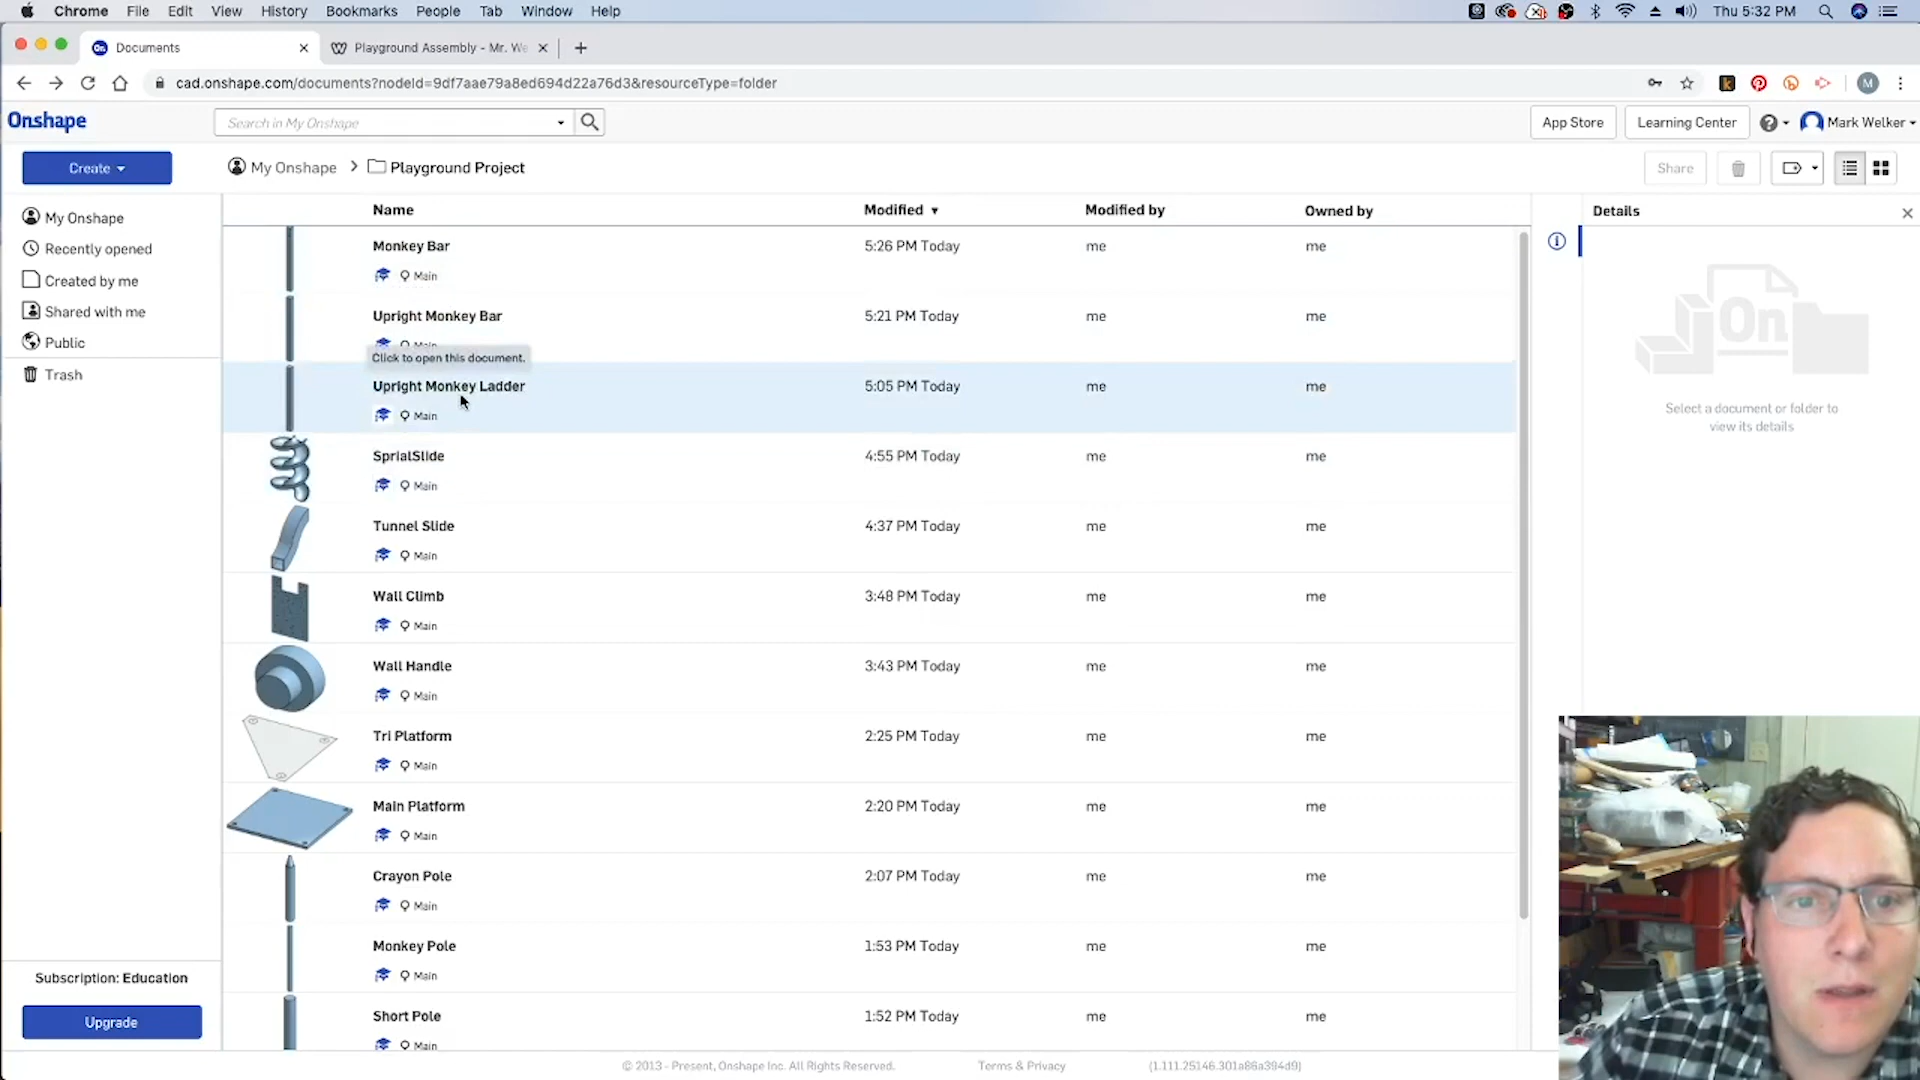 Chrome File Edit View History Bookmarks People Tab Window Help Thu 5:32 PM
Documents Playground Assembly - Mr. We
cad.onshape.com/documents?nodeId=9df7aae79a8ed694d22a76d3&resourceType=folder M
Onshape Search in My Onshape App Store Learning Center Mark Welker
Create My Onshape Playground Project Share
Name Modified Modified by Owned by Details
My Onshape
Recently opened
Created by me
Shared with me
Public
Trash
Monkey Bar 5:26 PM Today me me
Main
Upright Monkey Bar 5:21 PM Today me me
Main
Click to open this document.
Upright Monkey Ladder 5:05 PM Today me me
Main
SprialSlide 4:55 PM Today me me
Main
Tunnel Slide 4:37 PM Today me me
Main
Wall Climb 3:48 PM Today me me
Main
Wall Handle 3:43 PM Today me me
Main
Tri Platform 2:25 PM Today me me
Main
Main Platform 2:20 PM Today me me
Main
Crayon Pole 2:07 PM Today me me
Main
Monkey Pole 1:53 PM Today me me
Main
Short Pole 1:52 PM Today me me
Main
On
Select a document or folder to
view its details
Subscription: Education
Upgrade
© 2013 - Present, Onshape Inc. All Rights Reserved. Terms & Privacy (1.111.25146.301a86a394d9)